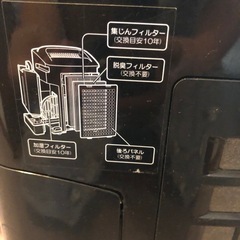 集じんフィルター
(交換目安10年)
脱臭フィルター
(交換不要)
加湿フィルター
(交換目安10年)
後ろパネル
(交換不要)